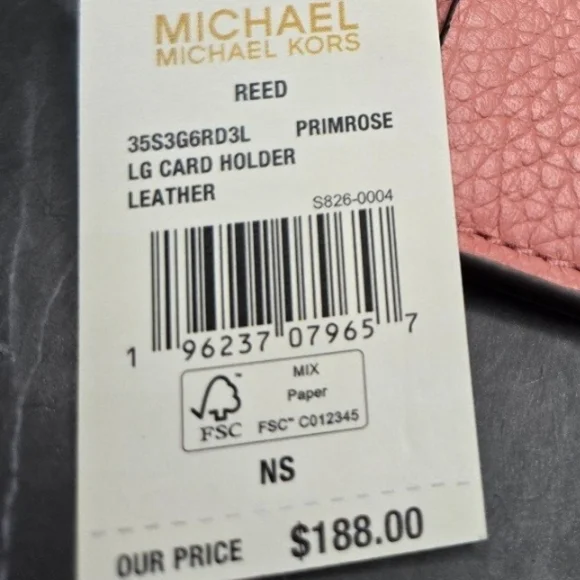 MICHAEL
MICHAEL KORS
REED
35S3G6RD3L PRIMROSE
LG CARD HOLDER
LEATHER
S826-0004
1 96237 07965 7
MIX
Paper
FSC™ C012345
™
FSC
NS
OUR PRICE $188.00